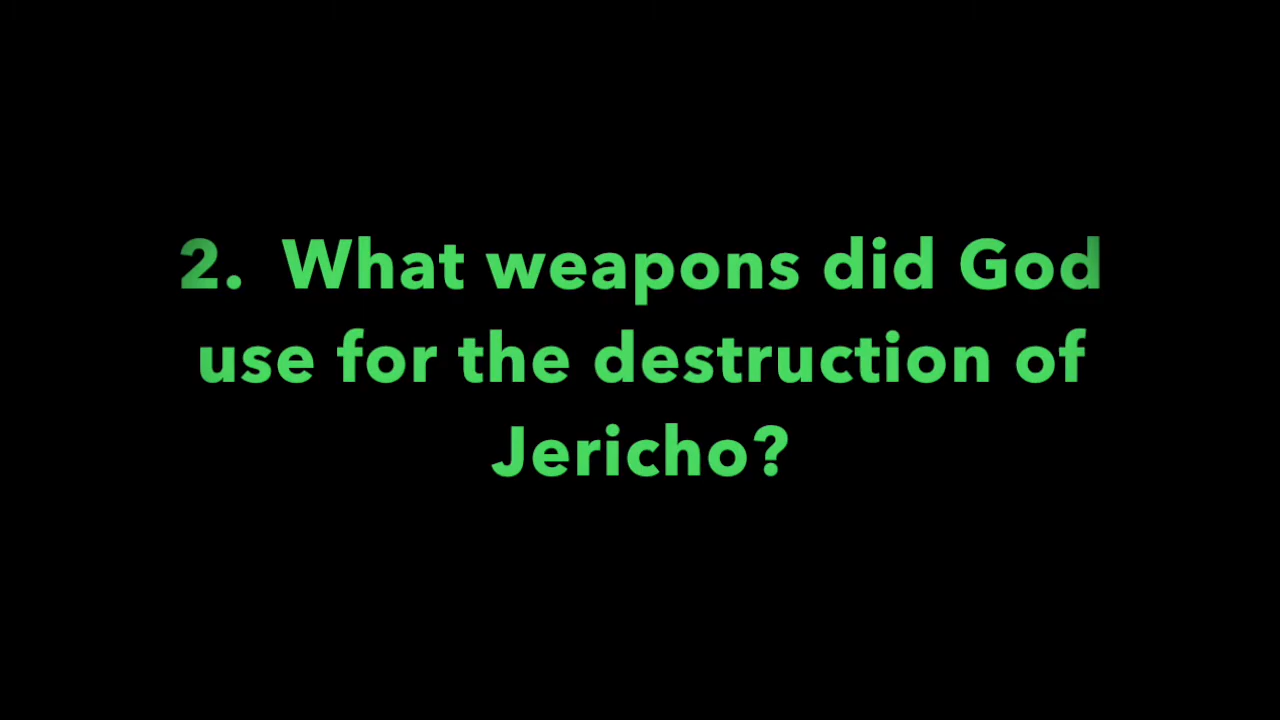 2. What weapons did God
use for the destruction of
Jericho?